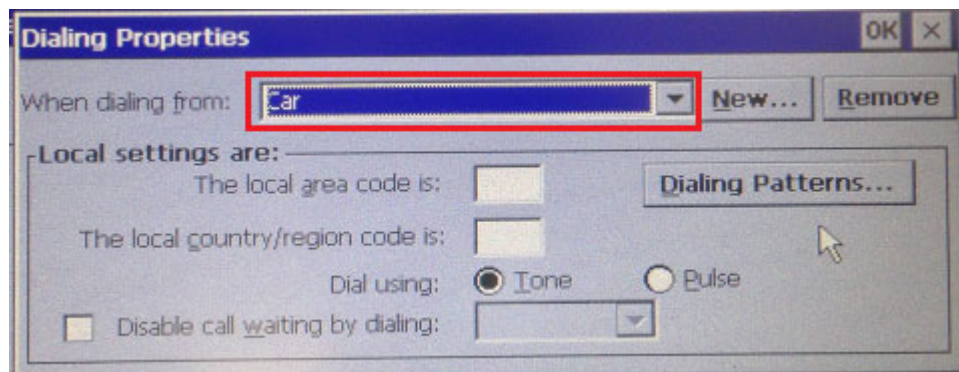 Dialing Properties OK ×
When dialing from: Car New... Remove
Local settings are:
The local area code is: Dialing Patterns...
The local country/region code is:
Dial using: Tone Pulse
Disable call waiting by dialing: